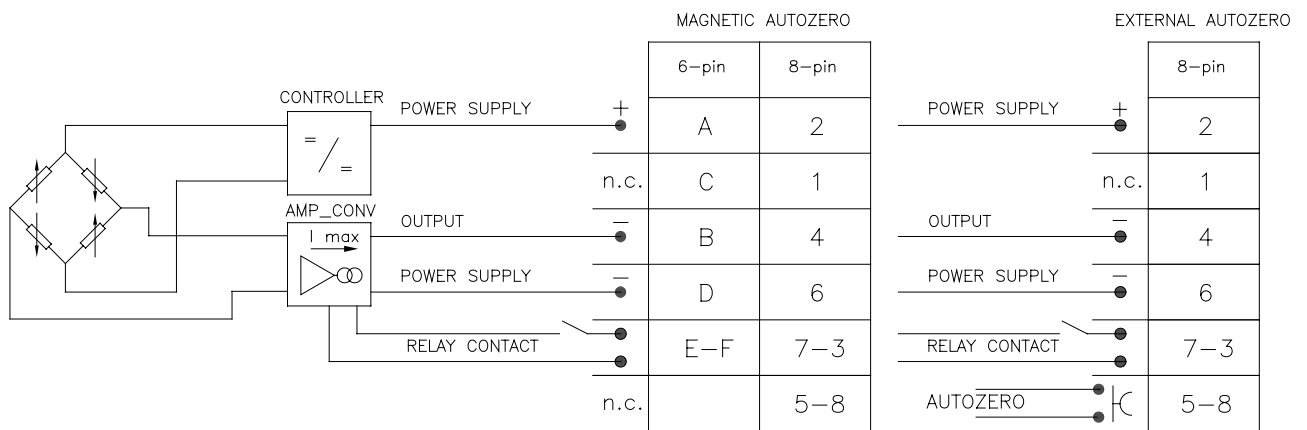 MAGNETIC AUTOZERO
EXTERNAL AUTOZERO
6-pin 8-pin
8-pin
CONTROLLER
= / =
POWER SUPPLY + A 2
POWER SUPPLY + 2
n.c. C 1
n.c. 1
AMP_CONV
I max
OUTPUT – B 4
OUTPUT – 4
POWER SUPPLY – D 6
POWER SUPPLY – 6
RELAY CONTACT E-F 7-3
RELAY CONTACT 7-3
n.c. 5-8
AUTOZERO 5-8